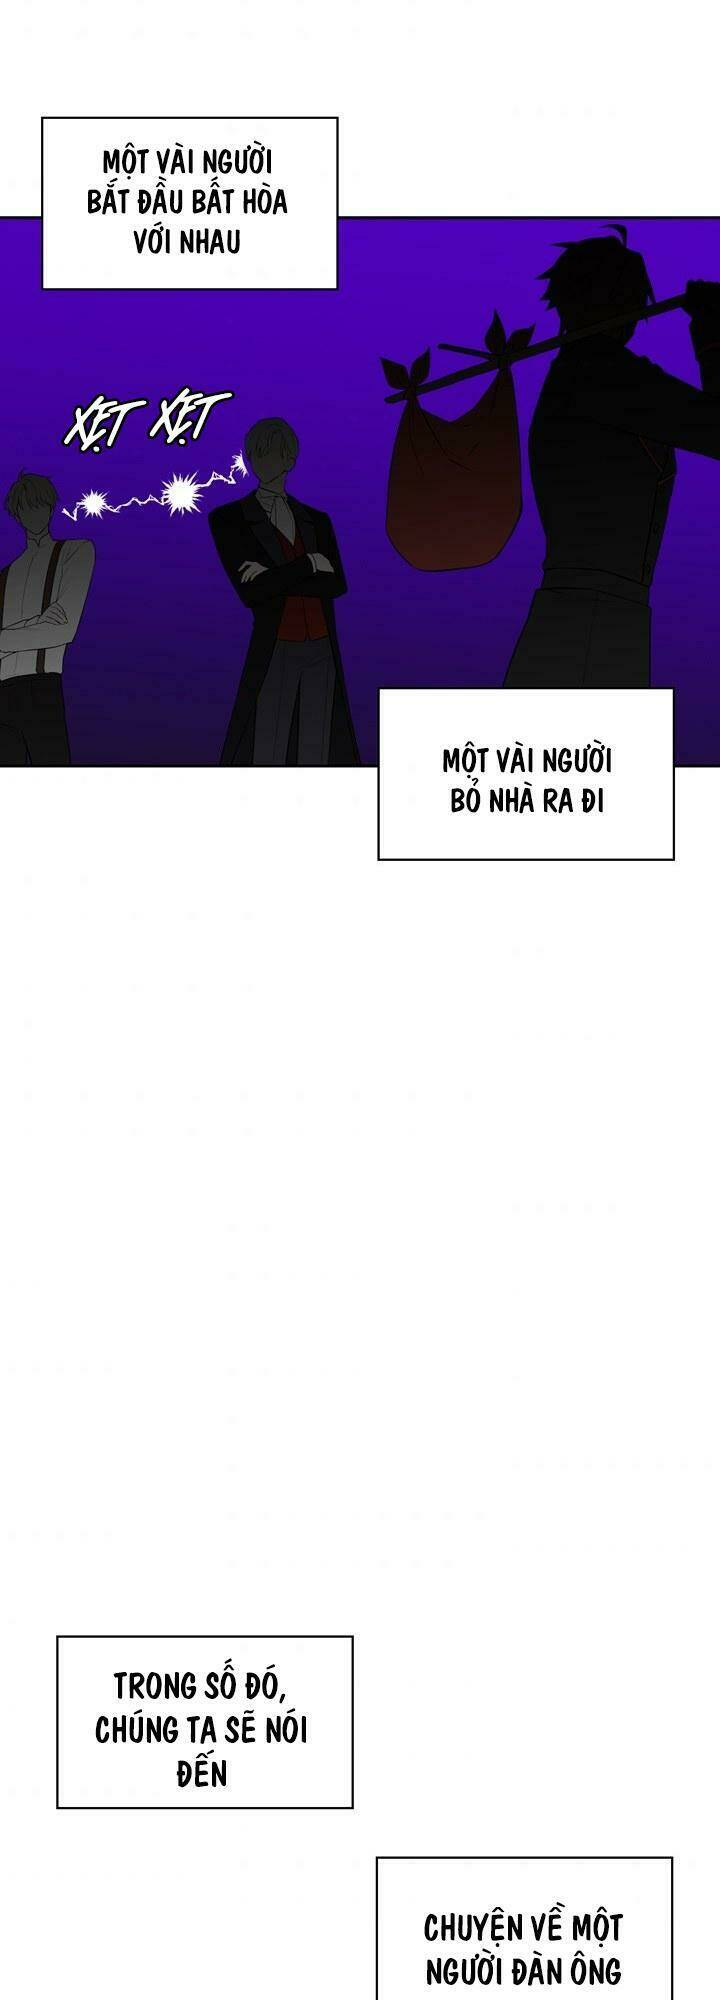 MỘT VÀI NGƯỜI
BẮT ĐẦU BẤT HÒA
VỚI NHAU
XẸT XẸT
MỘT VÀI NGƯỜI
BỎ NHÀ RA ĐI
TRONG SỐ ĐÓ,
CHÚNG TA SẼ NÓI
ĐẾN
CHUYỆN VỀ MỘT
NGƯỜI ĐÀN ÔNG